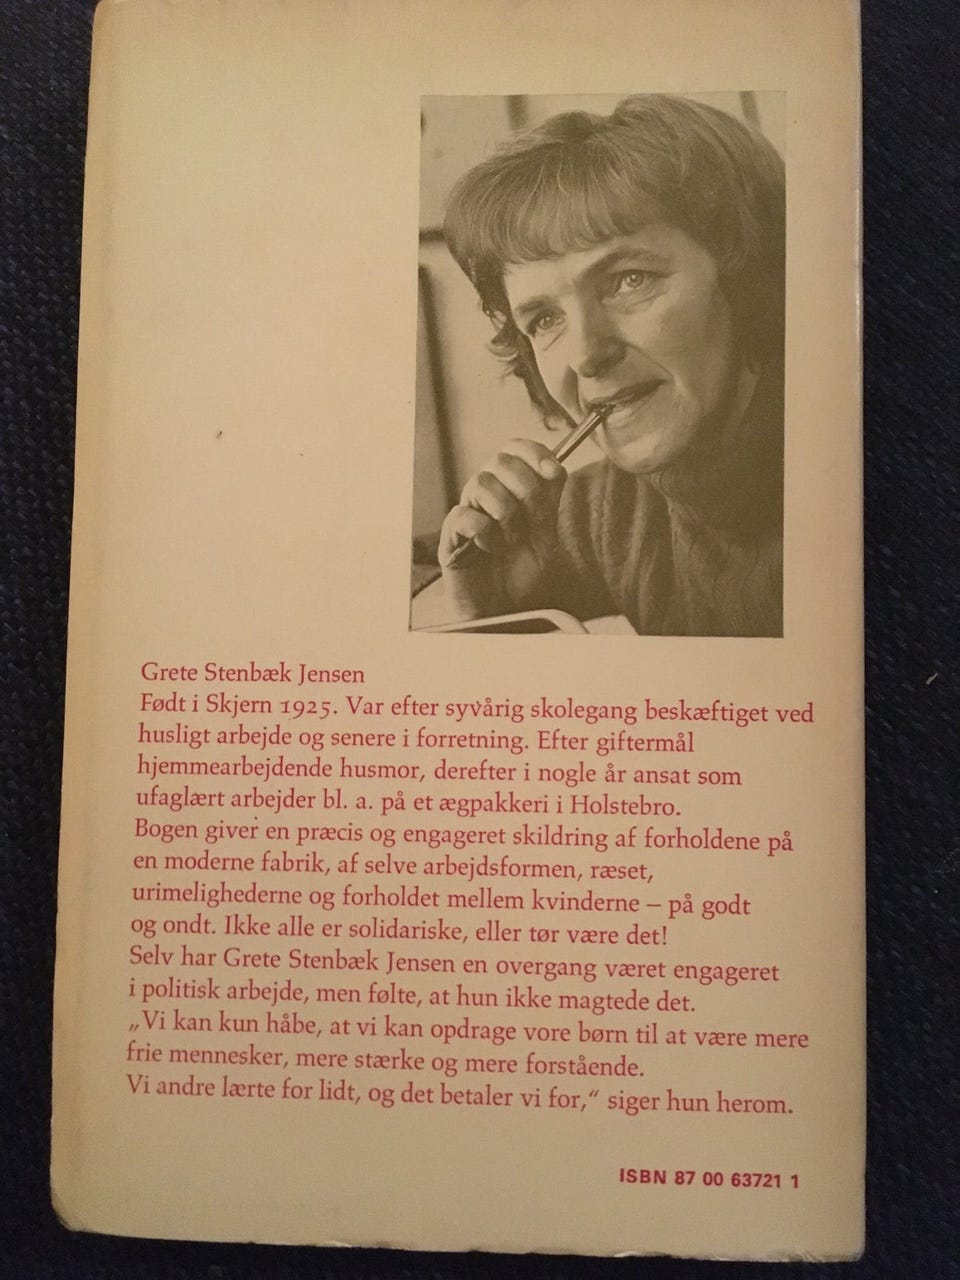 Grete Stenbæk Jensen
Født i Skjern 1925. Var efter syvårig skolegang beskæftiget ved
husligt arbejde og senere i forretning. Efter giftermål
hjemmearbejdende husmor, derefter i nogle år ansat som
ufaglært arbejder bl. a. på et ægpakkeri i Holstebro.
Bogen giver en præcis og engageret skildring af forholdene på
en moderne fabrik, af selve arbejdsformen, ræset,
urimelighederne og forholdet mellem kvinderne – på godt
og ondt. Ikke alle er solidariske, eller tør være det!
Selv har Grete Stenbæk Jensen en overgang været engageret
i politisk arbejde, men følte, at hun ikke magtede det.
„Vi kan kun håbe, at vi kan opdrage vore børn til at være mere
frie mennesker, mere stærke og mere forstående.
Vi andre lærte for lidt, og det betaler vi for,“ siger hun herom.
ISBN 87 00 63721 1